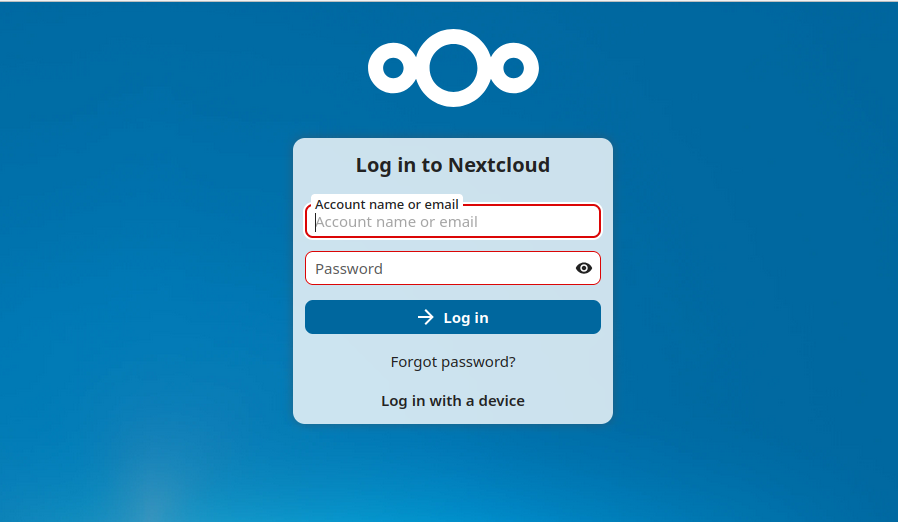 Log in to Nextcloud
Account name or email
Account name or email
Password
Log in
Forgot password?
Log in with a device